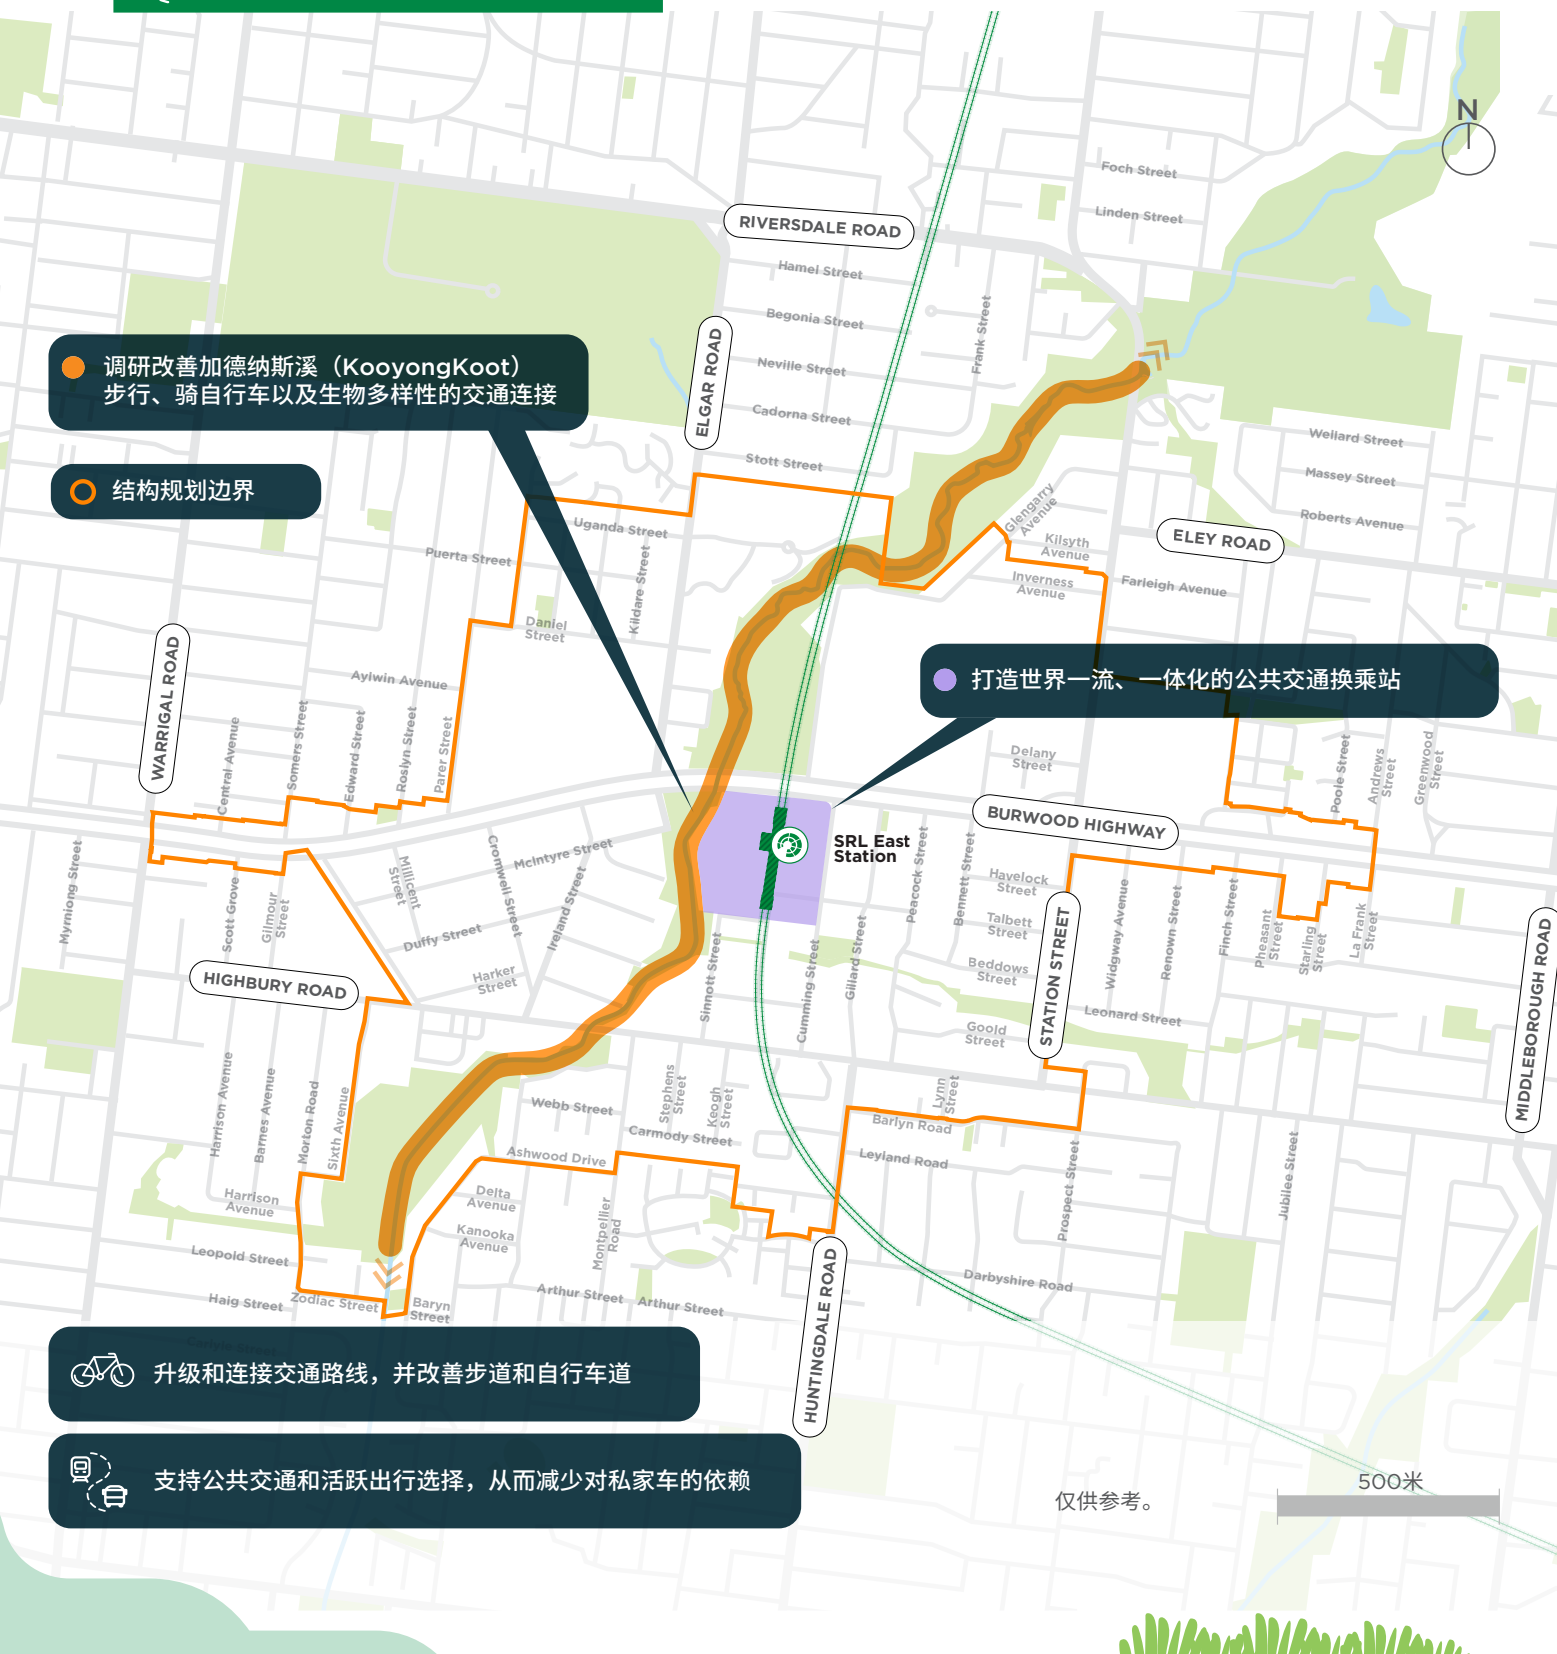 N
Foch Street
Linden Street
RIVERSDALE ROAD
Hamel Street
Begonia Street
Frank Street
Neville Street
ELGAR ROAD
Cadorna Street
Stott Street
调研改善加德纳斯溪（KooyongKoot）
步行、骑自行车以及生物多样性的交通连接
结构规划边界
Wellard Street
Massey Street
Roberts Avenue
Glengarry
Avenue
Kilsyth
Avenue
ELEY ROAD
Uganda Street
Puerta Street
Kildare Street
Inverness
Avenue
Farleigh Avenue
Daniel
Street
WARRIGAL ROAD
Aylwin Avenue
打造世界一流、一体化的公共交通换乘站
Central Avenue
Somers Street
Edward Street
Roslyn Street
Parer Street
Delany
Street
Poole Street
Andrews
Street
Greenwood
Street
BURWOOD HIGHWAY
SRL East
Station
Myrniong Street
Millicent
Street
Cromwell Street
McIntyre Street
Ireland Street
Peacock Street
Bennett Street
Havelock
Street
Talbett
Street
Beddows
Street
STATION STREET
Widgway Avenue
Renown Street
Finch Street
Pheasant
Street
Starling
Street
La Frank
Street
MIDDLEBOROUGH ROAD
Scott Grove
Gilmour
Street
Duffy Street
Harker
Street
HIGHBURY ROAD
Sinnott Street
Cumming Street
Gillard Street
Leonard Street
Goold
Street
Harrison Avenue
Barnes Avenue
Morton Road
Sixth Avenue
Webb Street
Stephens
Street
Keogh
Street
Carmody Street
Lynn
Street
Barlyn Road
Leyland Road
Ashwood Drive
Prospect Street
Jubilee Street
Harrison
Avenue
Delta
Avenue
Kanooka
Avenue
Montpellier
Road
Leopold Street
Haig Street
Zodiac Street
Baryn
Street
Arthur Street
Arthur Street
HUNTINGDALE ROAD
Darbyshire Road
Carlyle Street
升级和连接交通路线，并改善步道和自行车道
支持公共交通和活跃出行选择，从而减少对私家车的依赖
仅供参考。
500米